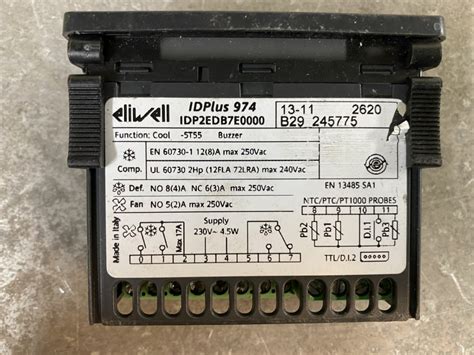 eliwell
IDPlus 974
IDP2EDB7E0000
13-11 2620
B29 245775
Function: Cool -5T55 Buzzer
EN 60730-1 12(8)A max 250Vac
Comp. UL 60730 2Hp (12FLA 72LRA) max 240Vac
Def. NO 8(4)A NC 6(3)A max 250Vac
Fan NO 5(2)A max 250Vac
EN 13485 SA1
NTC/PTC/PT1000 PROBES
8 9 10 11
Pb2 Pb1 D.I.1 Pb3
TTL/D.I.2
Made in Italy
Max 17A
Supply
230V~ 4.5W
0 1 2 3 4 5 6 7